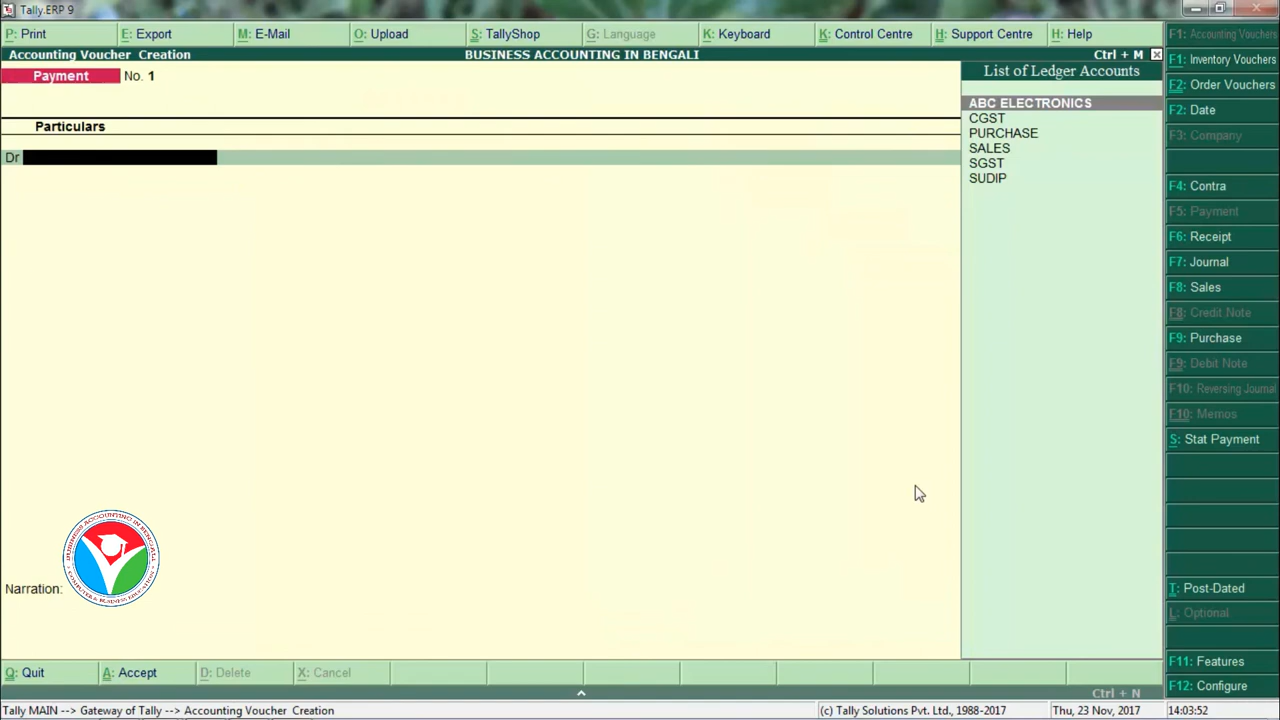 Tally.ERP 9
P: Print
E: Export
M: E-Mail
O: Upload
S: TallyShop
G: Language
K: Keyboard
K: Control Centre
H: Support Centre
H: Help
Accounting Voucher Creation
BUSINESS ACCOUNTING IN BENGALI
Ctrl + M
Payment No. 1
Particulars
Dr
List of Ledger Accounts
ABC ELECTRONICS
CGST
PURCHASE
SALES
SGST
SUDIP
F1: Accounting Vouchers
F1: Inventory Vouchers
F2: Order Vouchers
F2: Date
F3: Company
F4: Contra
F5: Payment
F6: Receipt
F7: Journal
F8: Sales
F8: Credit Note
F9: Purchase
F9: Debit Note
F10: Reversing Journal
F10: Memos
S: Stat Payment
T: Post-Dated
L: Optional
F11: Features
F12: Configure
BUSINESS ACCOUNTING IN BENGALI
Narration:
Q: Quit
A: Accept
D: Delete
X: Cancel
Ctrl + N
Tally MAIN --> Gateway of Tally --> Accounting Voucher Creation
(c) Tally Solutions Pvt. Ltd., 1988-2017
Thu, 23 Nov, 2017
14:03:52